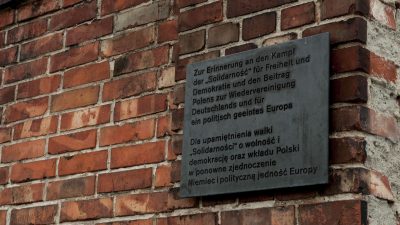 Zur Erinnerung an den Kampf
der „Solidarność" für Freiheit und
Demokratie und den Beitrag
Polens zur Wiedervereinigung
Deutschlands und für
ein politisch geeintes Europa
Dla upamiętnienia walki
„Solidarności" o wolność i
demokrację oraz wkładu Polski
w ponowne zjednoczenie
Niemiec i polityczną jedność Europy